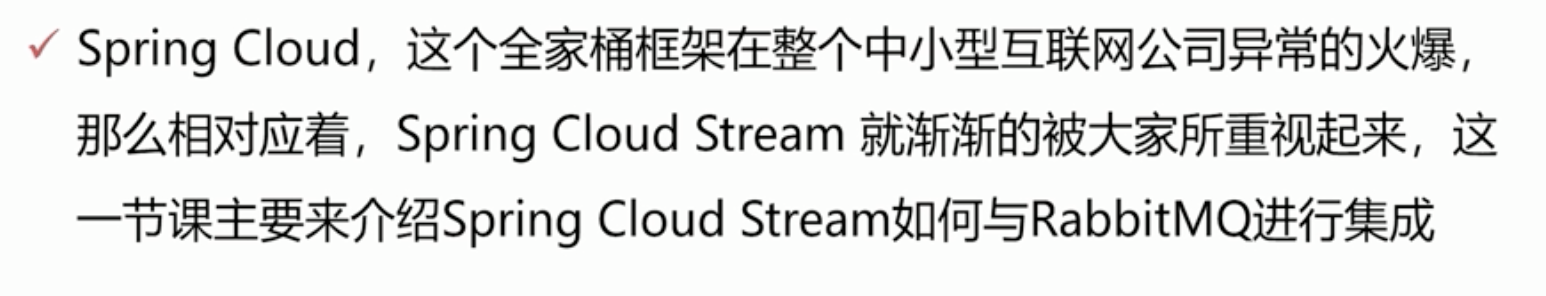 Spring Cloud，这个全家桶框架在整个中小型互联网公司异常的火爆，
那么相对应着，Spring Cloud Stream 就渐渐的被大家所重视起来，这
一节课主要来介绍Spring Cloud Stream如何与RabbitMQ进行集成